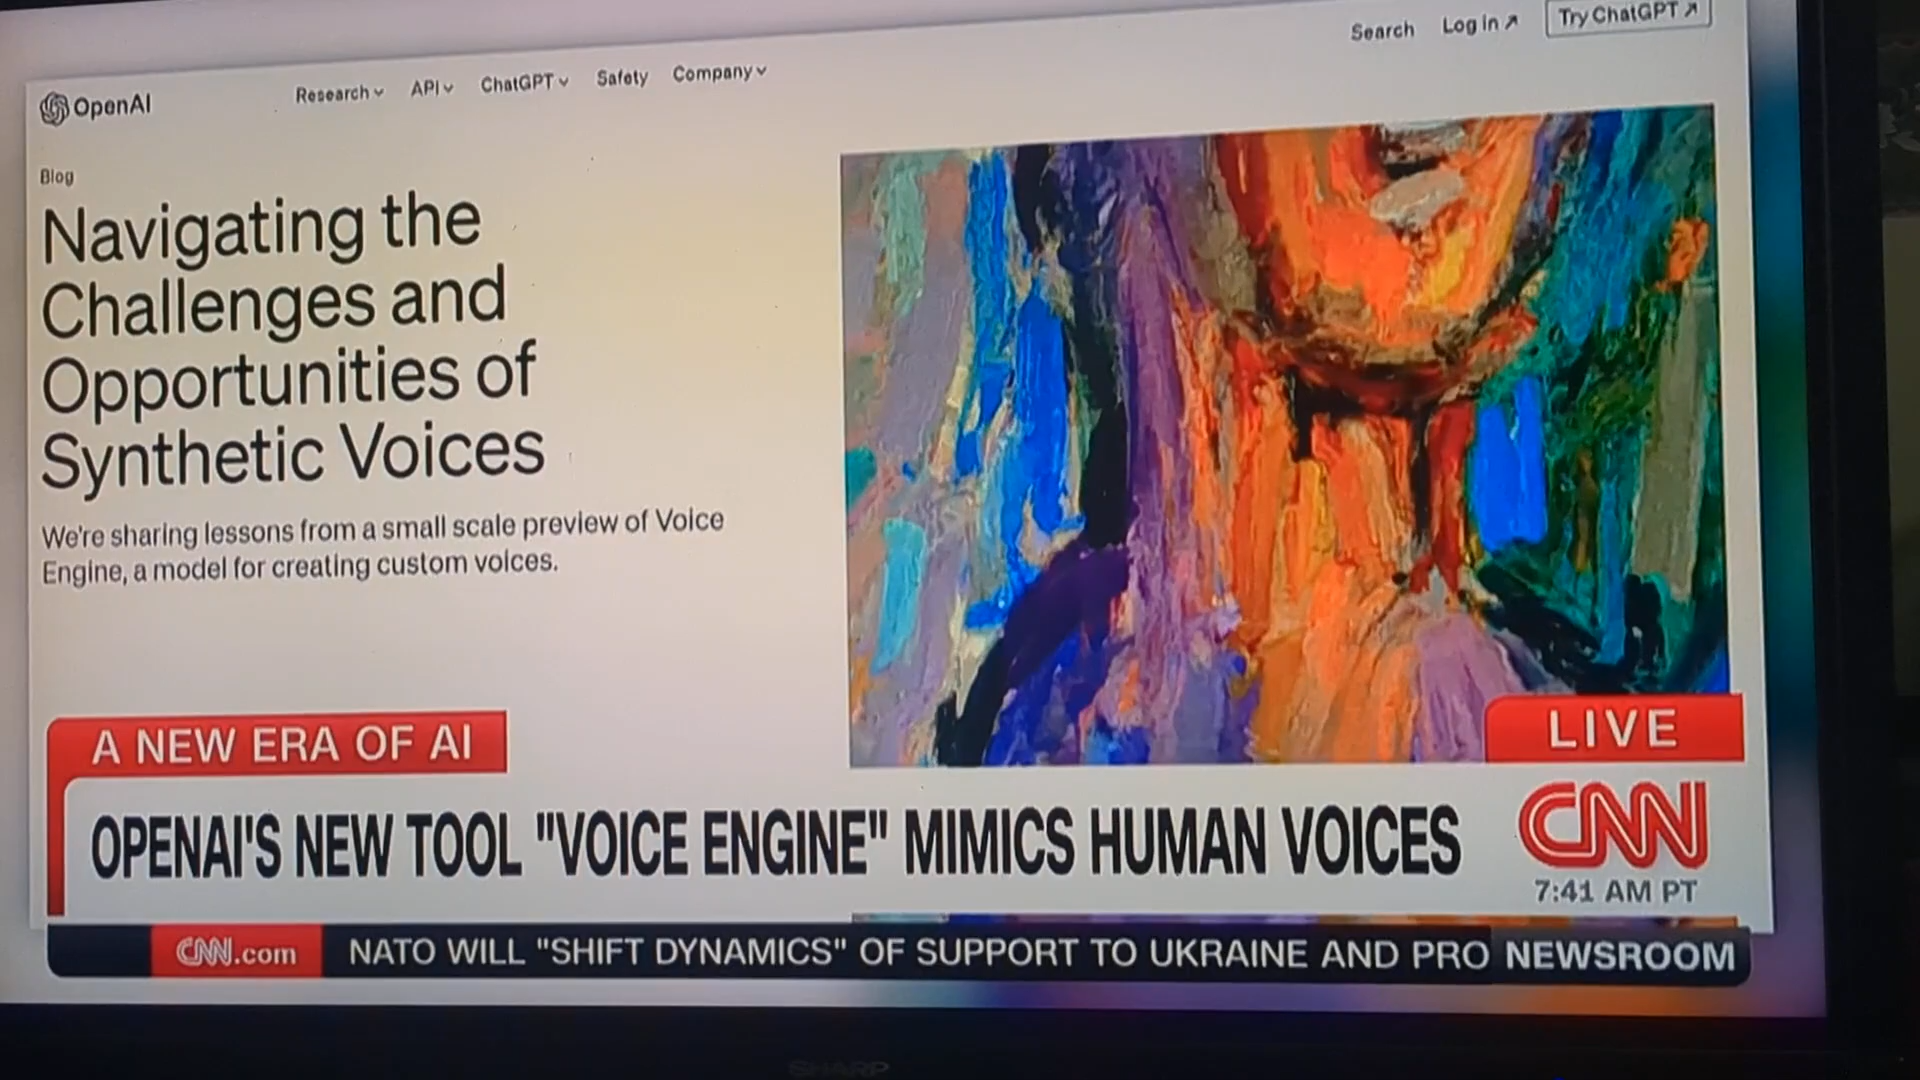 Search Log in ↗ Try ChatGPT ↗
OpenAI Research API ChatGPT Safety Company
Blog
Navigating the
Challenges and
Opportunities of
Synthetic Voices
We're sharing lessons from a small scale preview of Voice
Engine, a model for creating custom voices.
A NEW ERA OF AI
LIVE
OPENAI'S NEW TOOL "VOICE ENGINE" MIMICS HUMAN VOICES
CNN
7:41 AM PT
CNN.com NATO WILL "SHIFT DYNAMICS" OF SUPPORT TO UKRAINE AND PRO NEWSROOM
SHARP